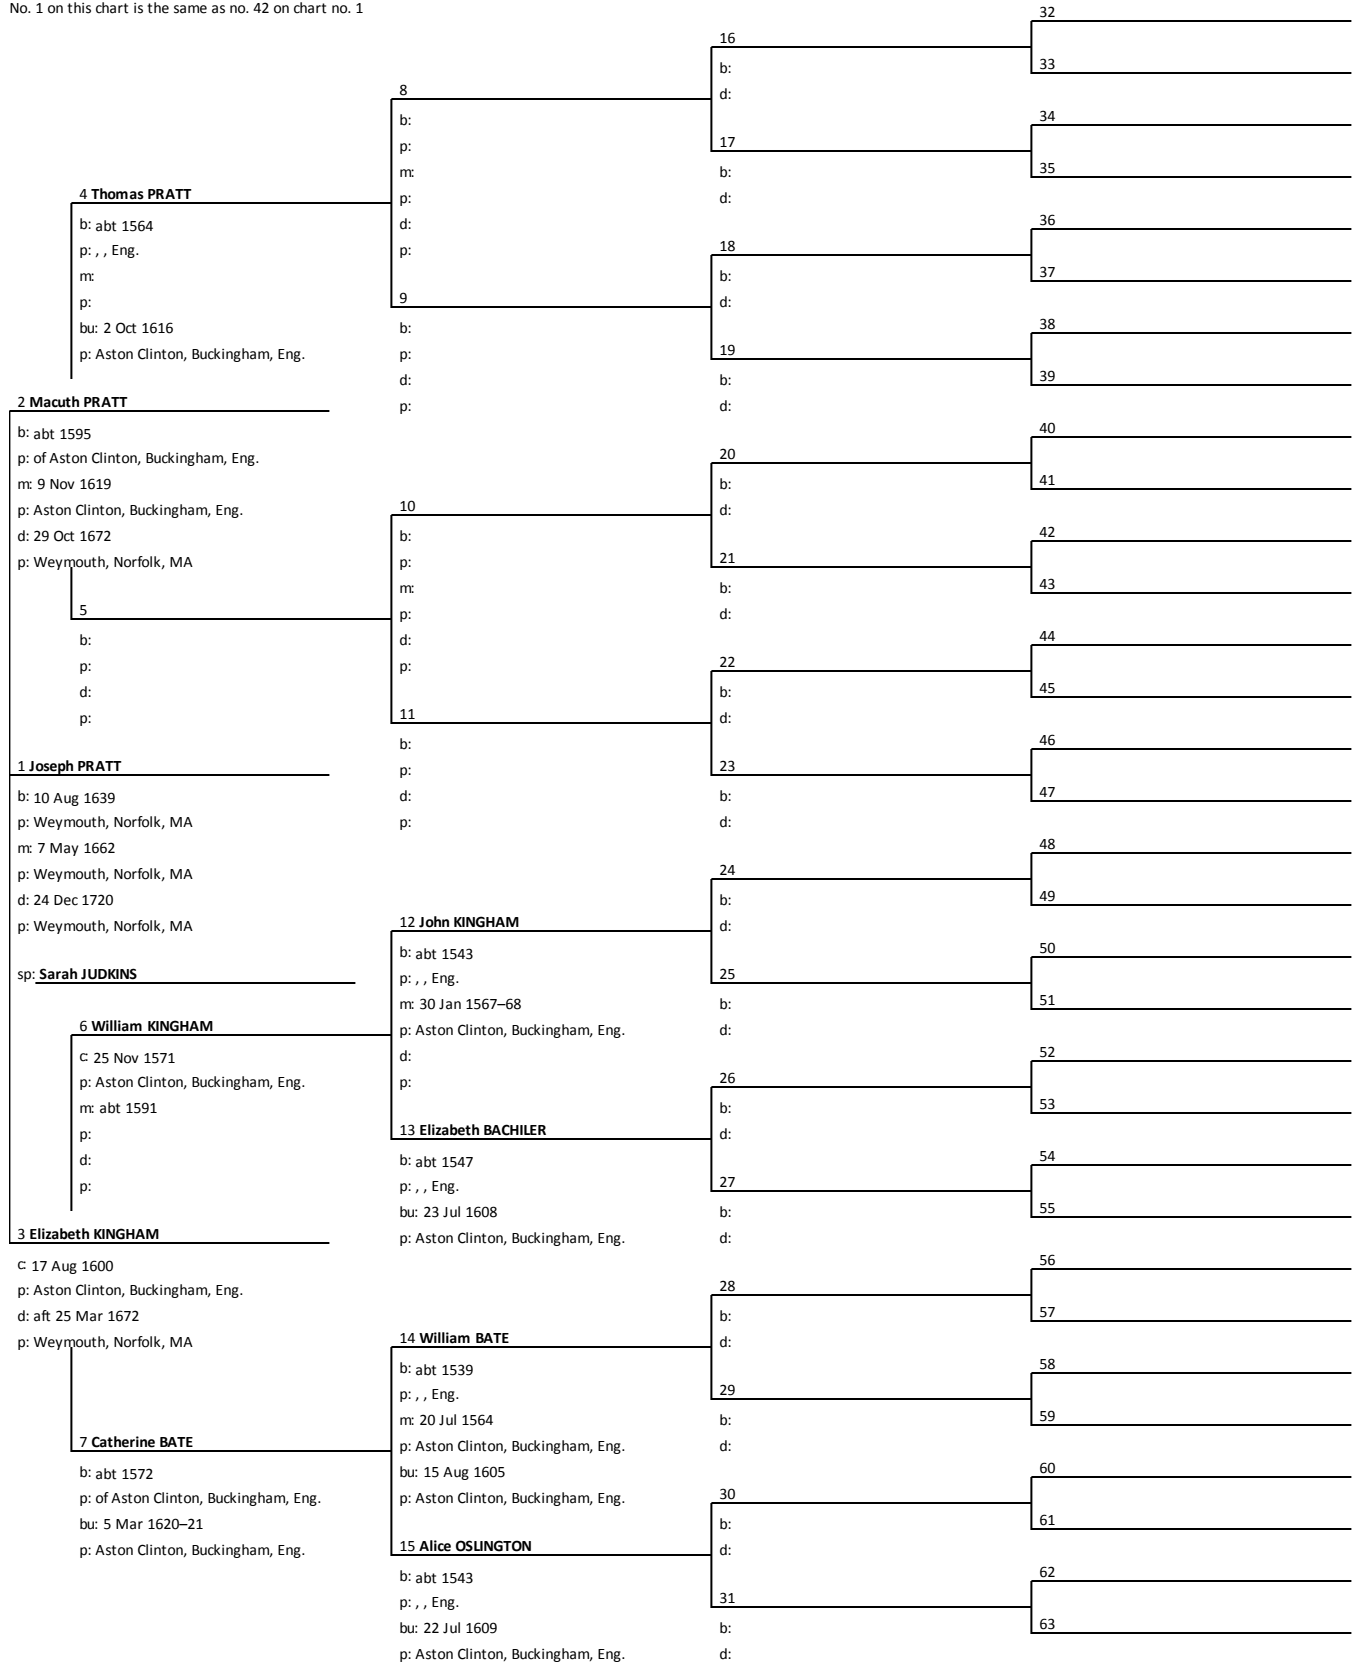 No. 1 on this chart is the same as no. 42 on chart no. 1
2 Macuth PRATT
b: abt 1595
p: of Aston Clinton, Buckingham, Eng.
m: 9 Nov 1619
p: Aston Clinton, Buckingham, Eng.
d: 29 Oct 1672
p: Weymouth, Norfolk, MA
1 Joseph PRATT
b: 10 Aug 1639
p: Weymouth, Norfolk, MA
m: 7 May 1662
p: Weymouth, Norfolk, MA
d: 24 Dec 1720
p: Weymouth, Norfolk, MA
sp: Sarah JUDKINS
3 Elizabeth KINGHAM
c: 17 Aug 1600
p: Aston Clinton, Buckingham, Eng.
d: aft 25 Mar 1672
p: Weymouth, Norfolk, MA
4 Thomas PRATT
b: abt 1564
p: , , Eng.
m:
p:
bu: 2 Oct 1616
p: Aston Clinton, Buckingham, Eng.
5
b:
p:
d:
p:
6 William KINGHAM
c: 25 Nov 1571
p: Aston Clinton, Buckingham, Eng.
m: abt 1591
p:
d:
p:
7 Catherine BATE
b: abt 1572
p: of Aston Clinton, Buckingham, Eng.
bu: 5 Mar 1620–21
p: Aston Clinton, Buckingham, Eng.
8
b:
p:
m:
p:
d:
p:
9
b:
p:
d:
p:
10
b:
p:
m:
p:
d:
p:
11
b:
p:
d:
p:
12 John KINGHAM
b: abt 1543
p: , , Eng.
m: 30 Jan 1567–68
p: Aston Clinton, Buckingham, Eng.
d:
p:
13 Elizabeth BACHILER
b: abt 1547
p: , , Eng.
bu: 23 Jul 1608
p: Aston Clinton, Buckingham, Eng.
14 William BATE
b: abt 1539
p: , , Eng.
m: 20 Jul 1564
p: Aston Clinton, Buckingham, Eng.
bu: 15 Aug 1605
p: Aston Clinton, Buckingham, Eng.
15 Alice OSLINGTON
b: abt 1543
p: , , Eng.
bu: 22 Jul 1609
p: Aston Clinton, Buckingham, Eng.
16
b:
d:
17
b:
d:
18
b:
d:
19
b:
d:
20
b:
d:
21
b:
d:
22
b:
d:
23
b:
d:
24
b:
d:
25
b:
d:
26
b:
d:
27
b:
d:
28
b:
d:
29
b:
d:
30
b:
d:
31
b:
d:
32
33
34
35
36
37
38
39
40
41
42
43
44
45
46
47
48
49
50
51
52
53
54
55
56
57
58
59
60
61
62
63